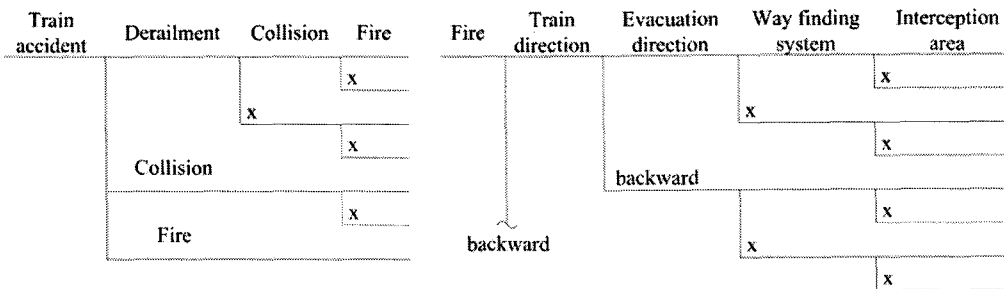 Train accident Derailment Collision Fire
x
x
x
Collision
x
Fire
Fire Train direction Evacuation direction Way finding system Interception area
x
x
x
backward
x
backward
x
x